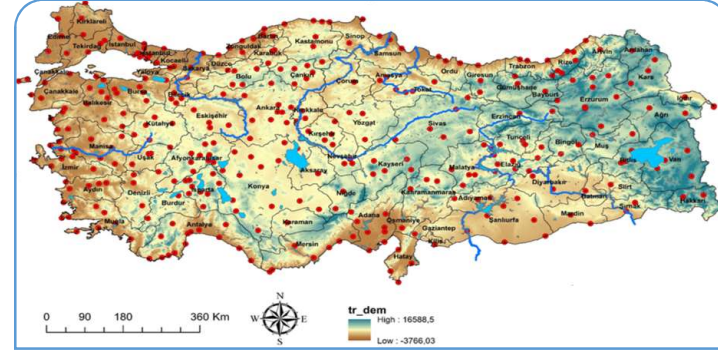 Kırklareli
Edirne
Tekirdağ
İstanbul
Kocaeli
Yalova
Sakarya
Düzce
Zonguldak
Bartın
Karabük
Kastamonu
Sinop
Samsun
Ordu
Giresun
Trabzon
Rize
Artvin
Ardahan
Kars
Iğdır
Ağrı
Erzurum
Bayburt
Gümüşhane
Çanakkale
Çanakkale
Balıkesir
Bursa
Bilecik
Bolu
Çankırı
Çorum
Amasya
Tokat
Sivas
Erzincan
Tunceli
Bingöl
Muş
Van
Kütahya
Eskişehir
Ankara
Kırıkkale
Yozgat
Kırşehir
Nevşehir
Kayseri
Malatya
Elazığ
Diyarbakır
Batman
Siirt
Şırnak
Hakkari
Manisa
İzmir
Uşak
Afyonkarahisar
Aksaray
Konya
Niğde
Kahramanmaraş
Adıyaman
Şanlıurfa
Mardin
Aydın
Denizli
Isparta
Burdur
Muğla
Antalya
Karaman
Mersin
Adana
Osmaniye
Gaziantep
Kilis
Hatay
0 90 180 360 Km
N
W E
S
tr_dem
High : 16588,5
Low : -3766,03